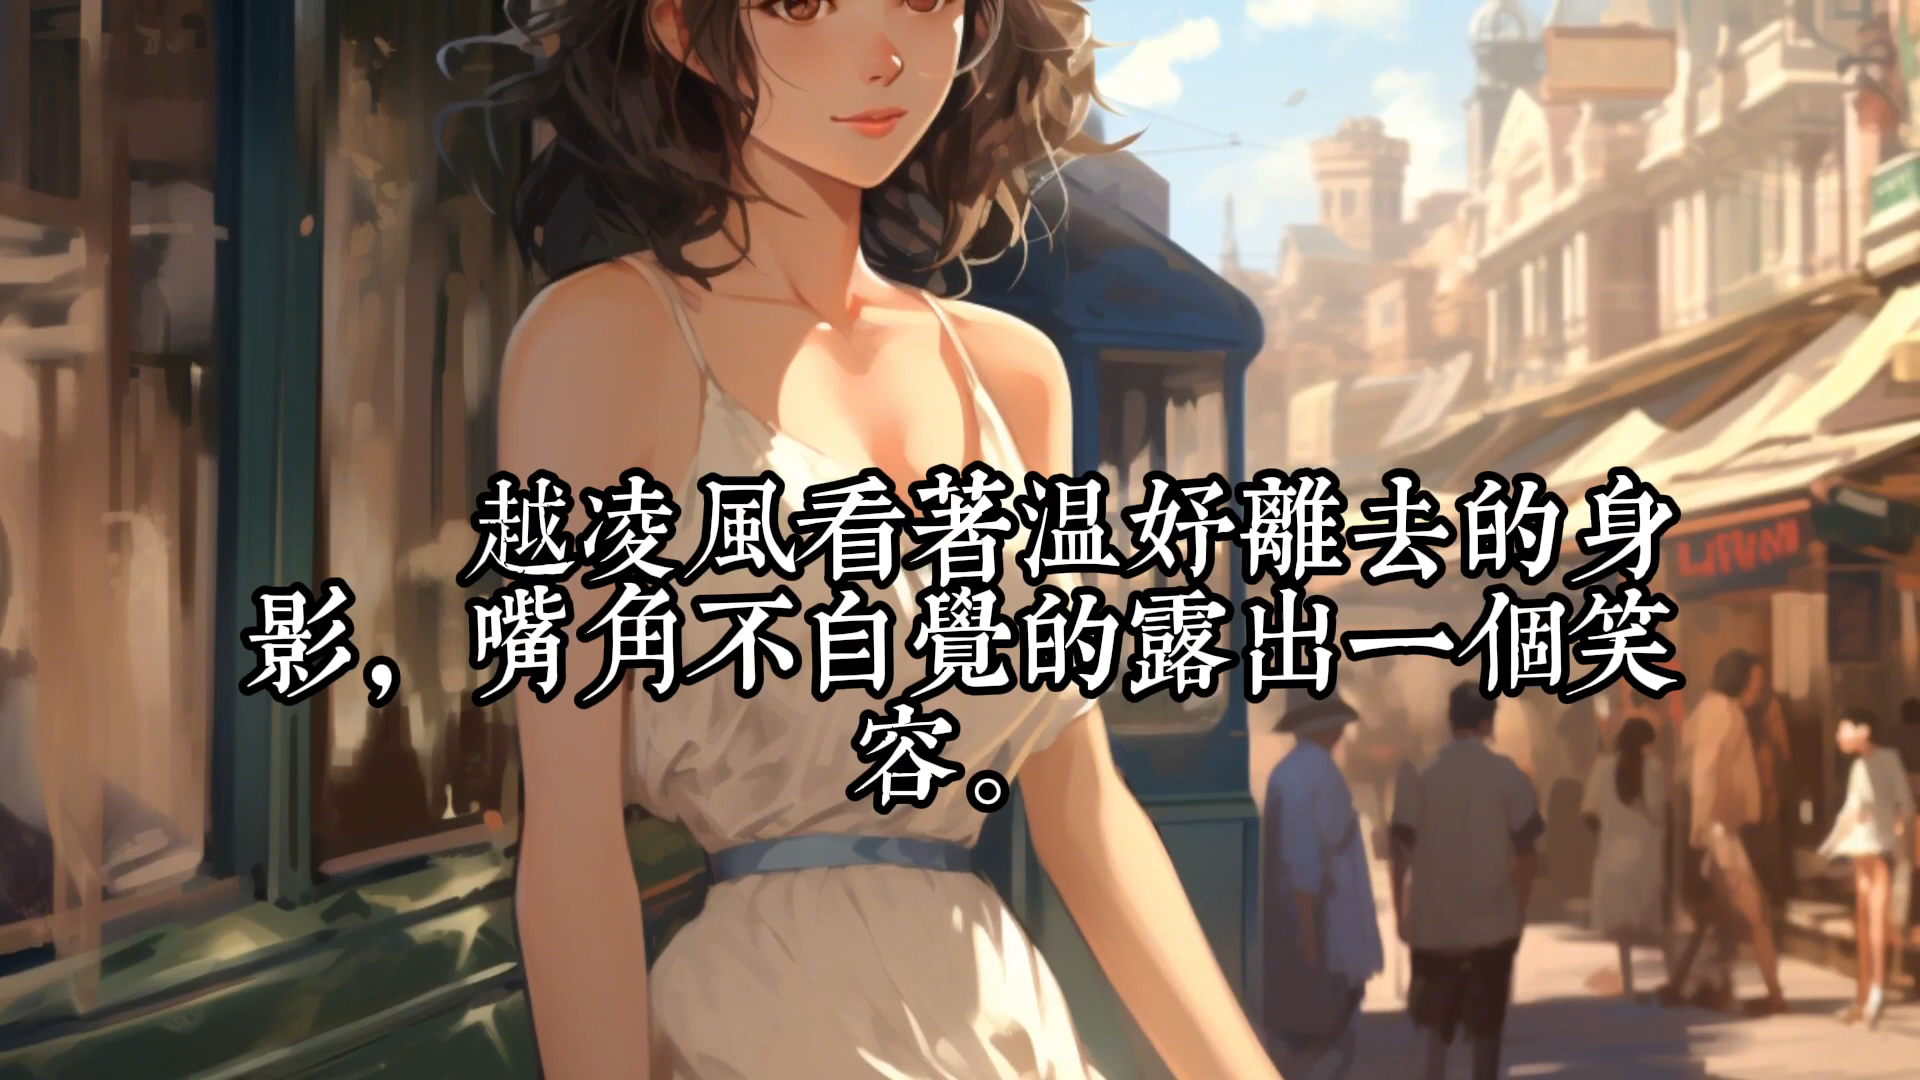 越凌風看著温妤離去的身
影，嘴角不自覺的露出一個笑
容。